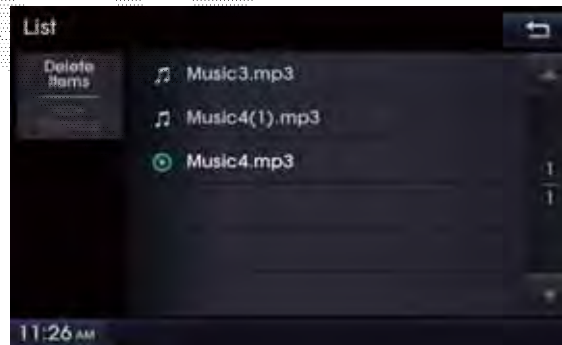 List
Delete
Items
Music3.mp3
Music4(1).mp3
Music4.mp3
1
1
11:26 AM